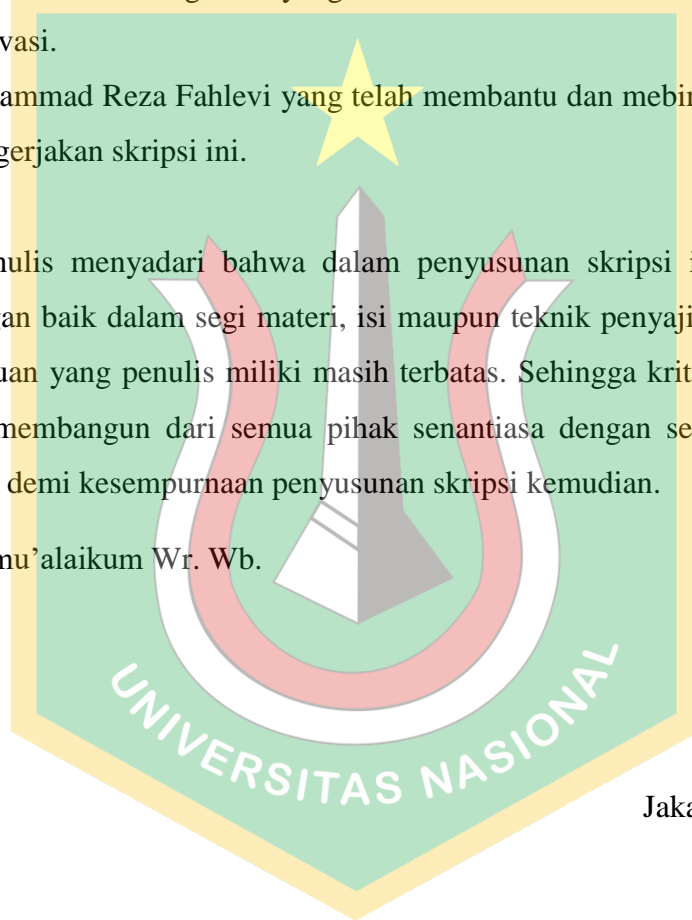 vasi.
ammad Reza Fahlevi yang telah membantu dan mebin
gerjakan skripsi ini.
nulis menyadari bahwa dalam penyusunan skripsi i
gan baik dalam segi materi, isi maupun teknik penyaji
uan yang penulis miliki masih terbatas. Sehingga krit
membangun dari semua pihak senantiasa dengan se
demi kesempurnaan penyusunan skripsi kemudian.
mu’alaikum Wr. Wb.
UNIVERSITAS NASIONAL
Jaka